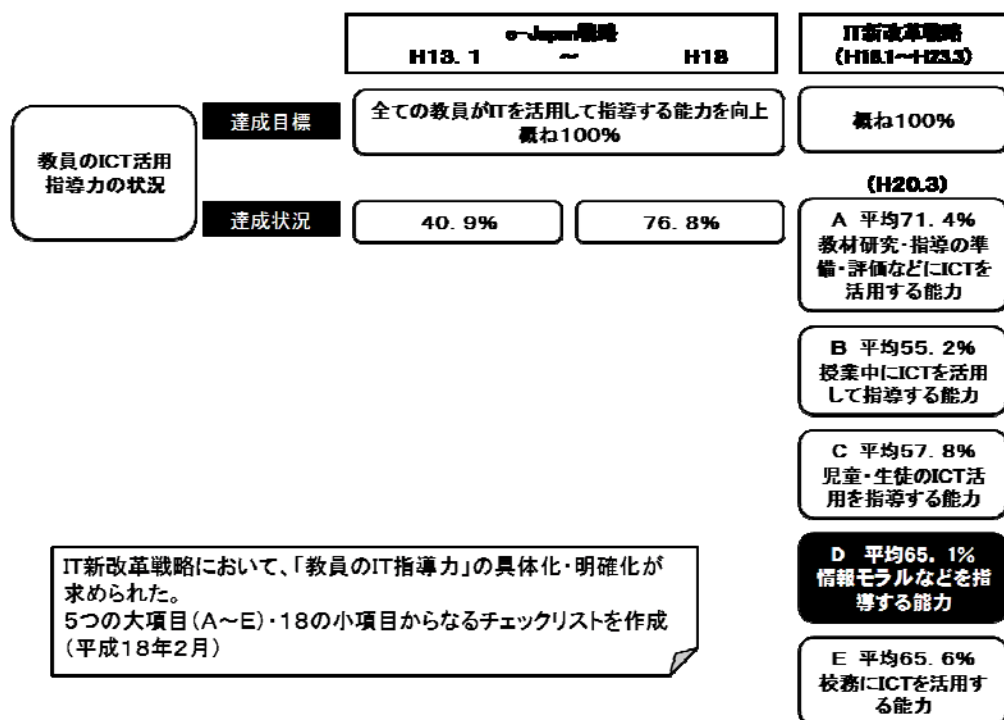 e-Japan戦略
H13. 1 ～ H18
IT新改革戦略
(H18.1～H23.3)
教員のICT活用
指導力の状況
達成目標
全ての教員がITを活用して指導する能力を向上
概ね100%
概ね100%
達成状況
40. 9%
76. 8%
(H20.3)
A 平均71. 4%
教材研究・指導の準
備・評価などにICTを
活用する能力
B 平均55. 2%
授業中にICTを活用
して指導する能力
C 平均57. 8%
児童・生徒のICT活
用を指導する能力
D 平均65. 1%
情報モラルなどを指
導する能力
E 平均65. 6%
校務にICTを活用す
る能力
IT新改革戦略において、「教員のIT指導力」の具体化・明確化が
求められた。
5つの大項目(A～E)・18の小項目からなるチェックリストを作成
(平成18年2月)